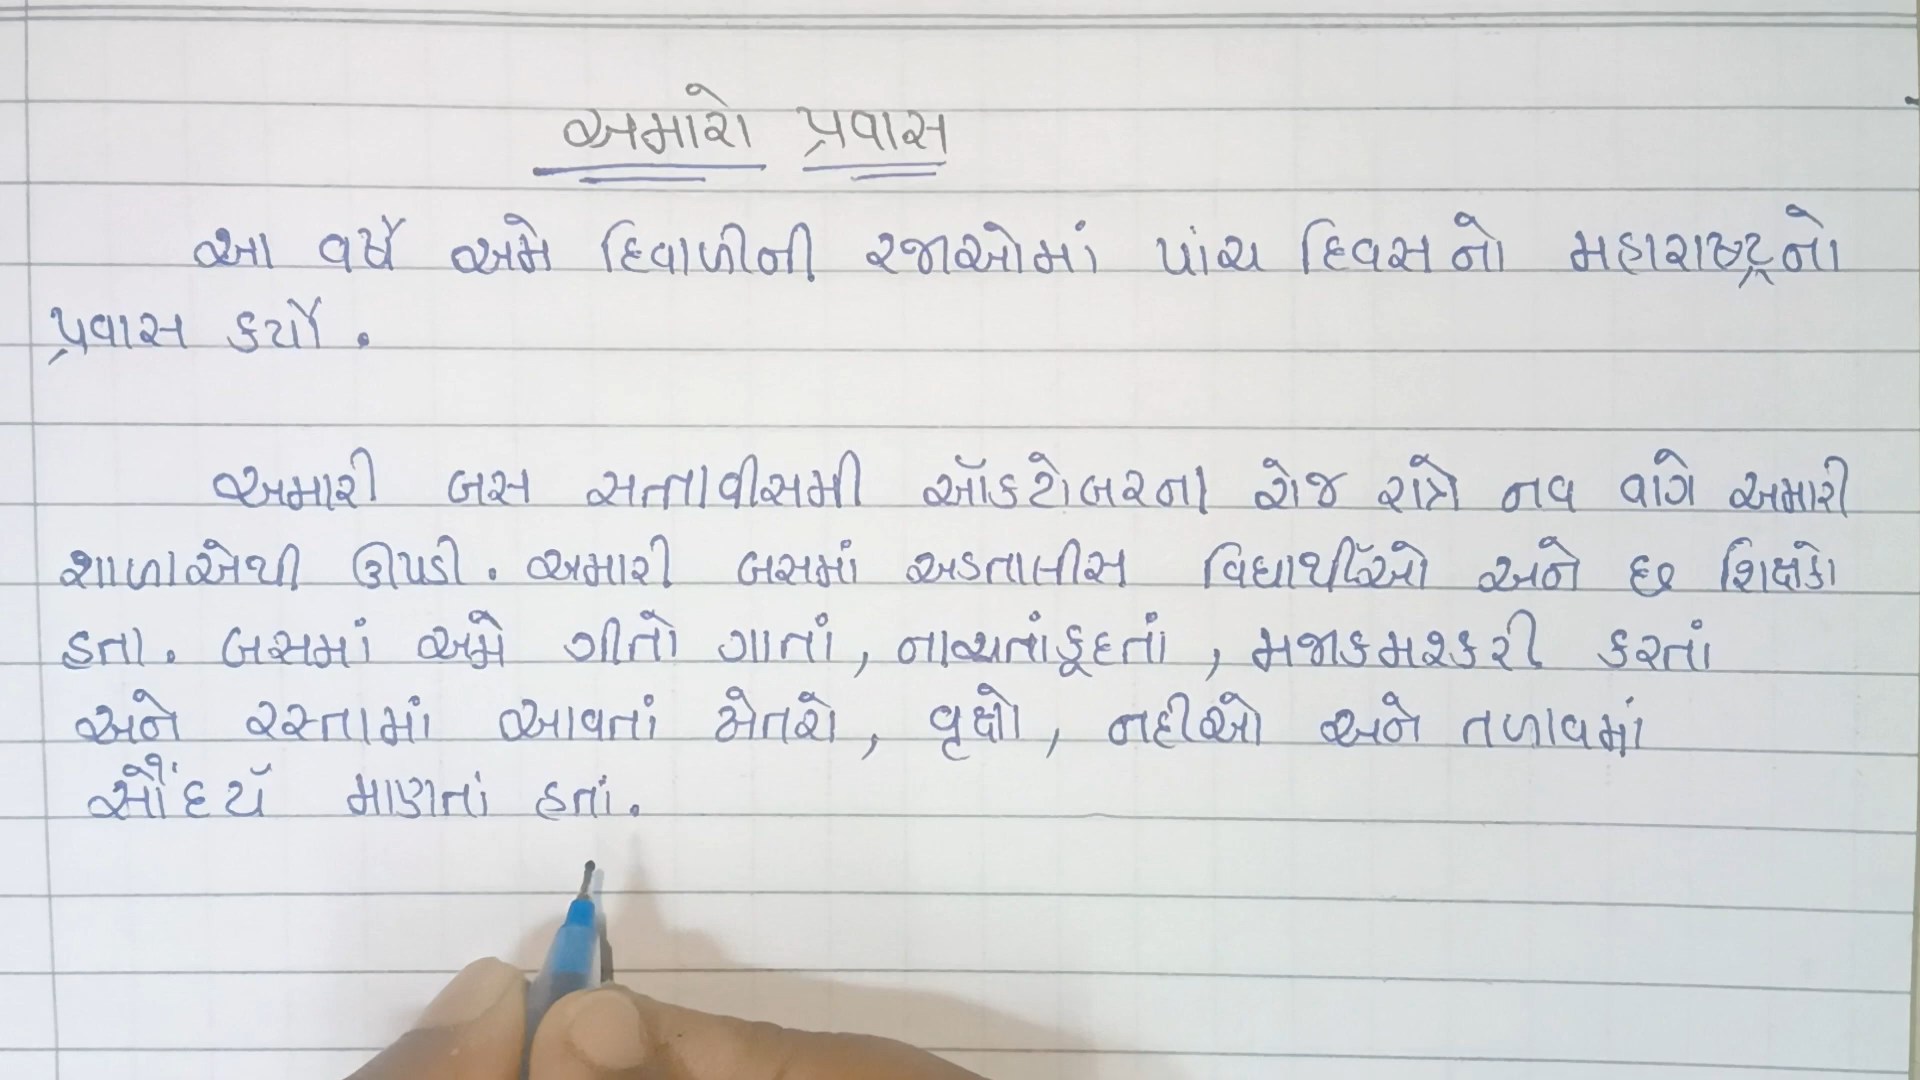 અમારો પ્રવાસ
આ વર્ષે અમે દિવાળીની રજાઓમાં પાંચ દિવસનો મહારાષ્ટ્રનો
પ્રવાસ કર્યો.
અમારી બસ સત્તાવીસમી ઑકટોબરના રોજ રાત્રે નવ વાગે અમારી
શાળાએથી ઊપડી. અમારી બસમાં અડતાલીસ વિદ્યાર્થીઓ અને છ શિક્ષકો
હતા. બસમાં અમે ગીતો ગાતાં, નાચતાંકૂદતાં, મજાકમશ્કરી કરતાં
અને રસ્તામાં આવતાં ખેતરો, વૃક્ષો, નદીઓ અને તળાવમાં
સૌંદર્ય માણતાં હતાં.